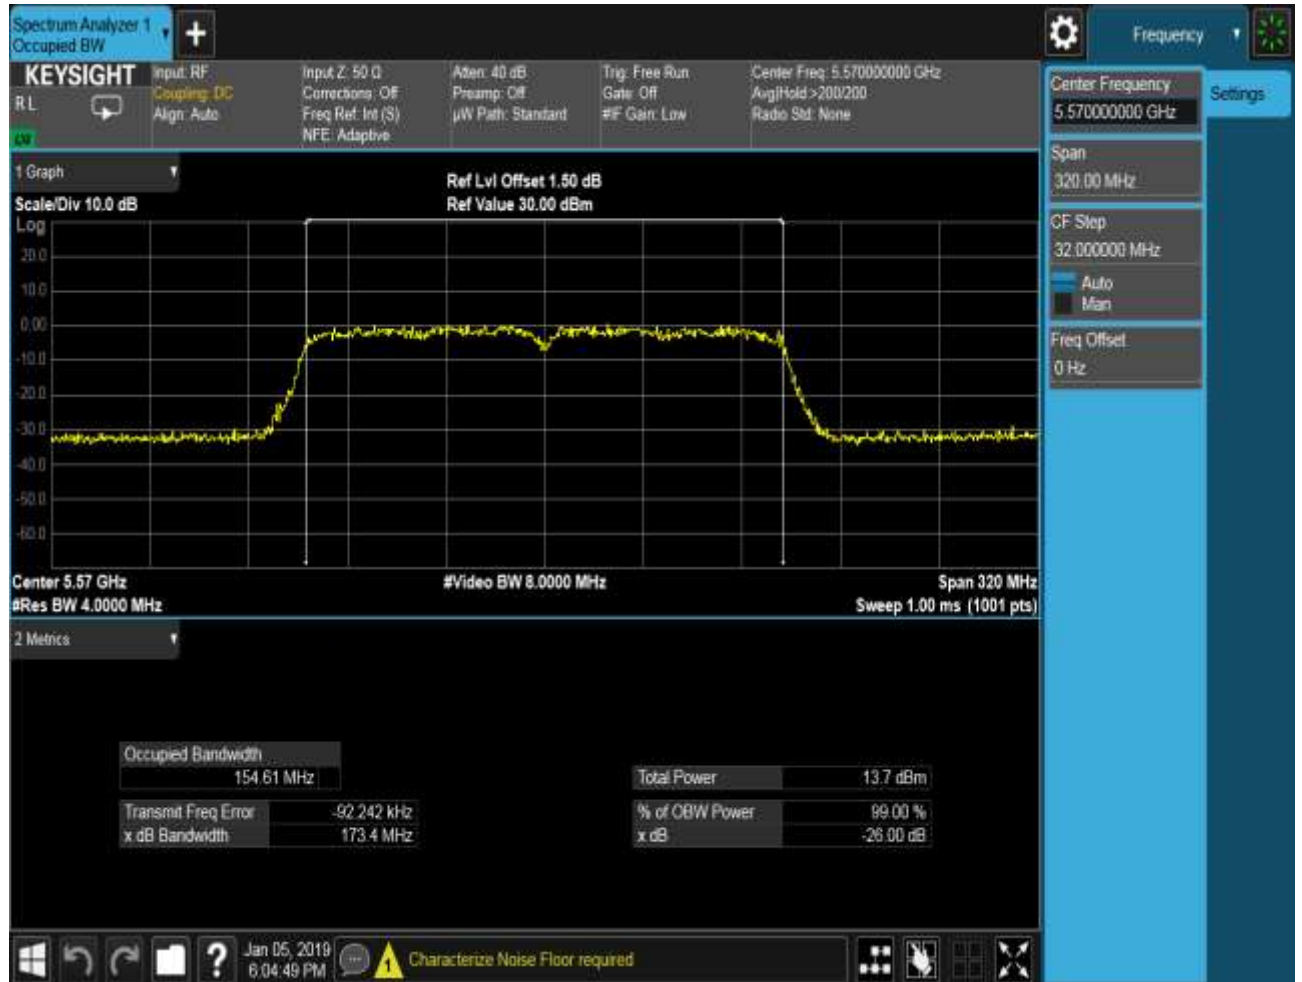 Spectrum Analyzer 1
Occupied BW
Frequency
KEYSIGHT
RL
Input: RF
Coupling: DC
Align: Auto
Input Z: 50 Ω
Corrections: Off
Freq Ref: Int (S)
NFE: Adaptive
Atten: 40 dB
Preamp: Off
µW Path: Standard
Trig: Free Run
Gate: Off
#IF Gain: Low
Center Freq: 5.570000000 GHz
Avg|Hold:>200/200
Radio Std: None
Center Frequency
5.570000000 GHz
Settings
Span
320.00 MHz
CF Step
32.000000 MHz
Auto
Man
Freq Offset
0 Hz
1 Graph
Scale/Div 10.0 dB
Ref Lvl Offset 1.50 dB
Ref Value 30.00 dBm
Log
20.0
10.0
0.00
-10.0
-20.0
-30.0
-40.0
-50.0
-60.0
Center 5.57 GHz
#Video BW 8.0000 MHz
Span 320 MHz
#Res BW 4.0000 MHz
Sweep 1.00 ms (1001 pts)
2 Metrics
Occupied Bandwidth
154.61 MHz
Total Power 13.7 dBm
Transmit Freq Error -92.242 kHz
% of OBW Power 99.00 %
x dB Bandwidth 173.4 MHz
x dB -26.00 dB
Jan 05, 2019
6:04:49 PM
1
Characterize Noise Floor required